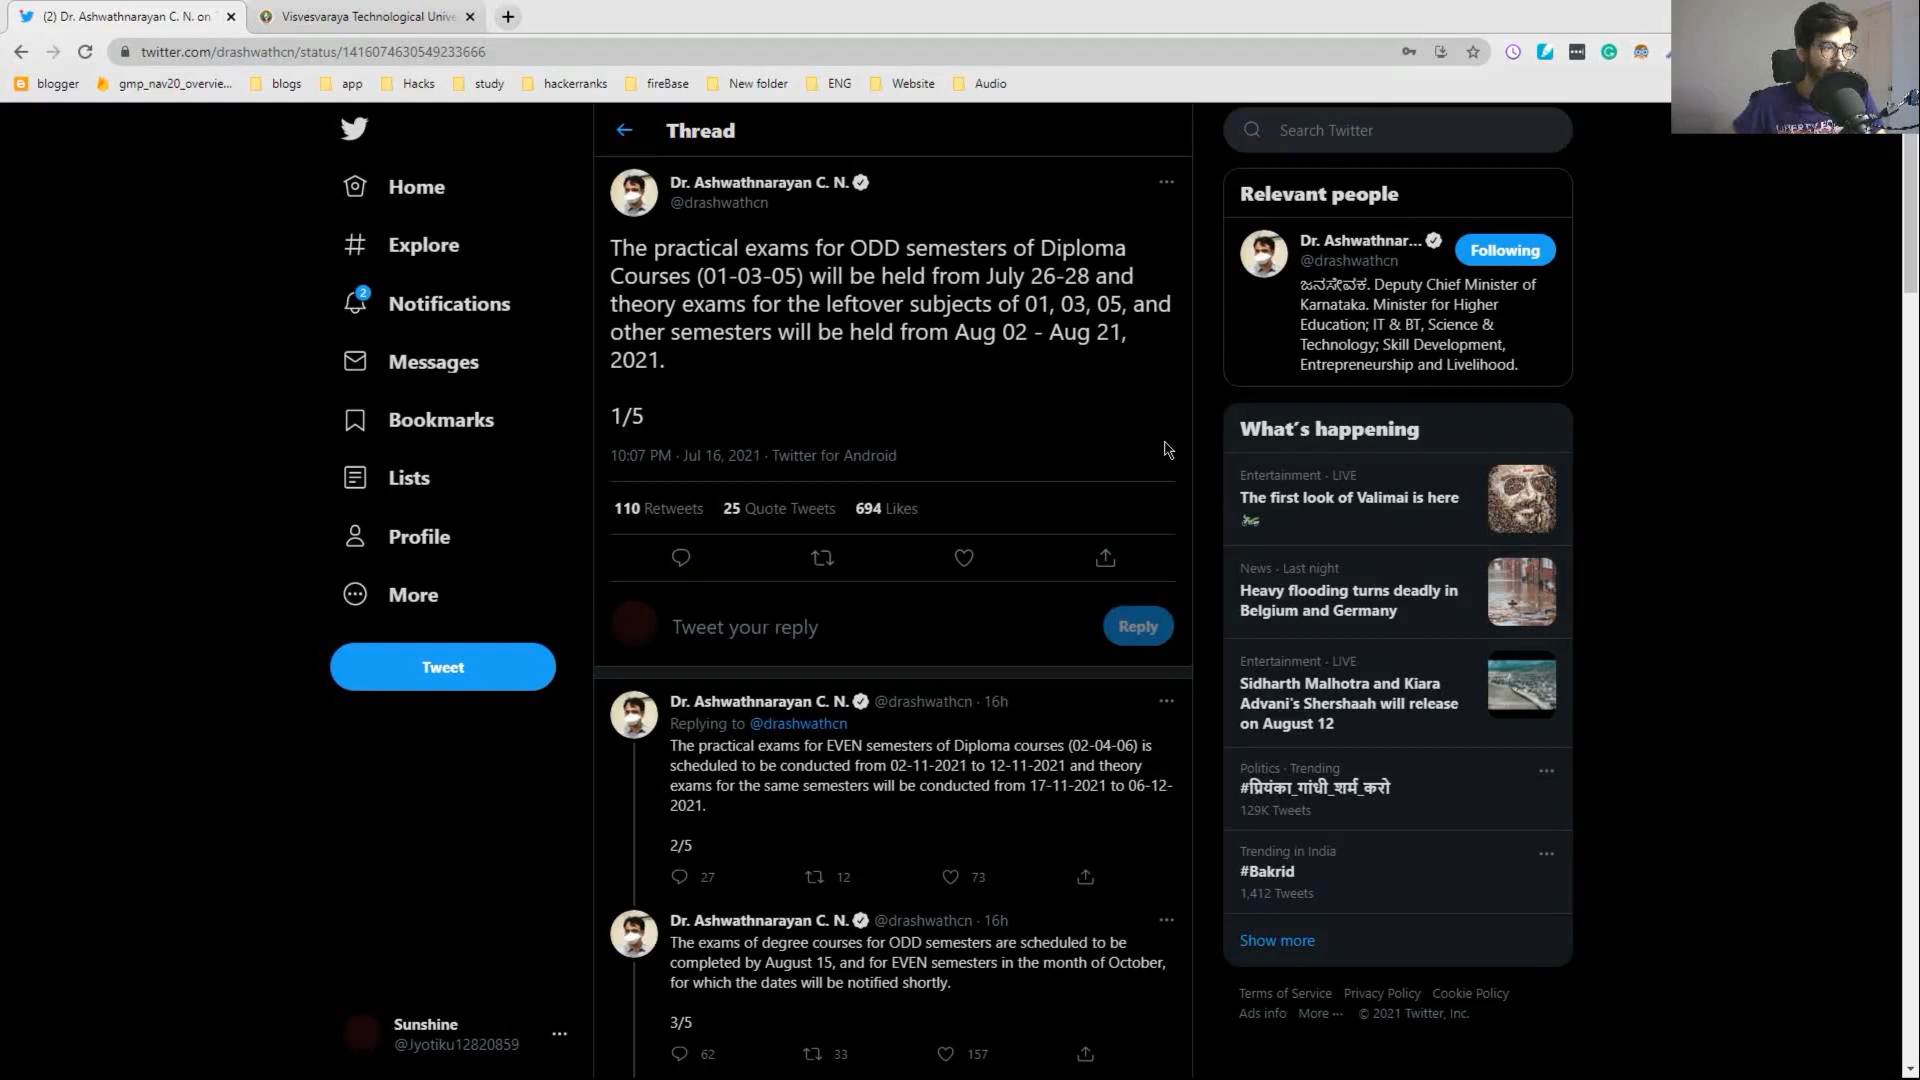 (2) Dr. Ashwathnarayan C. N. on
Visvesvaraya Technological Unive
twitter.com/drashwathcn/status/1416074630549233666
blogger
gmp_nav20_overvie...
blogs
app
Hacks
study
hackerranks
fireBase
New folder
ENG
Website
Audio
Home
Explore
2
Notifications
Messages
Bookmarks
Lists
Profile
More
Tweet
Sunshine
@Jyotiku12820859
Thread
Dr. Ashwathnarayan C. N.
@drashwathcn
The practical exams for ODD semesters of Diploma
Courses (01-03-05) will be held from July 26-28 and
theory exams for the leftover subjects of 01, 03, 05, and
other semesters will be held from Aug 02 - Aug 21,
2021.
1/5
10:07 PM · Jul 16, 2021 · Twitter for Android
110 Retweets 25 Quote Tweets 694 Likes
Tweet your reply
Reply
Dr. Ashwathnarayan C. N. @drashwathcn · 16h
Replying to @drashwathcn
The practical exams for EVEN semesters of Diploma courses (02-04-06) is
scheduled to be conducted from 02-11-2021 to 12-11-2021 and theory
exams for the same semesters will be conducted from 17-11-2021 to 06-12-
2021.
2/5
27 12 73
Dr. Ashwathnarayan C. N. @drashwathcn · 16h
The exams of degree courses for ODD semesters are scheduled to be
completed by August 15, and for EVEN semesters in the month of October,
for which the dates will be notified shortly.
3/5
62 33 157
Search Twitter
Relevant people
Dr. Ashwathnar...
@drashwathcn
Following
ಜನಸೇವಕ. Deputy Chief Minister of
Karnataka. Minister for Higher
Education; IT & BT, Science &
Technology; Skill Development,
Entrepreneurship and Livelihood.
What's happening
Entertainment · LIVE
The first look of Valimai is here
News · Last night
Heavy flooding turns deadly in
Belgium and Germany
Entertainment · LIVE
Sidharth Malhotra and Kiara
Advani's Shershaah will release
on August 12
Politics · Trending
#प्रियंका_गांधी_शर्म_करो
129K Tweets
Trending in India
#Bakrid
1,412 Tweets
Show more
Terms of Service Privacy Policy Cookie Policy
Ads info More ··· © 2021 Twitter, Inc.